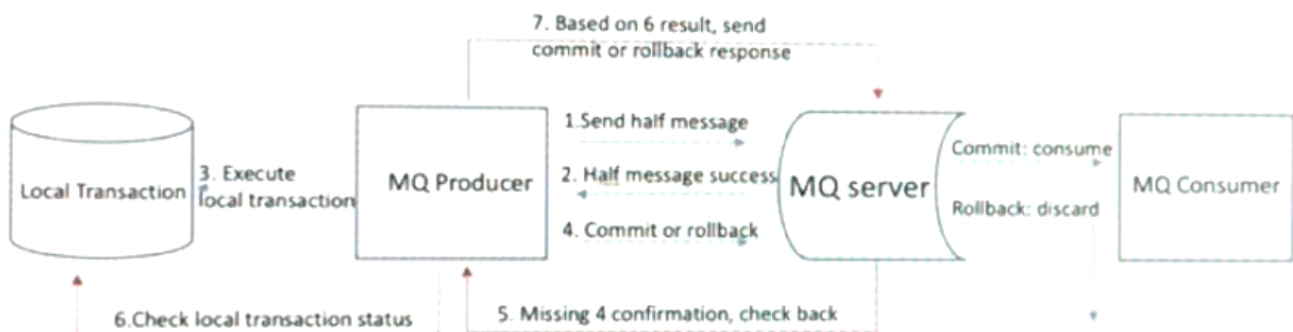 7. Based on 6 result, send
commit or rollback response
1.Send half message
Commit: consume
3. Execute
local transaction
Local Transaction
MQ Producer
2. Half message success
MQ server
MQ Consumer
Rollback: discard
4. Commit or rollback
5. Missing 4 confirmation, check back
6.Check local transaction status